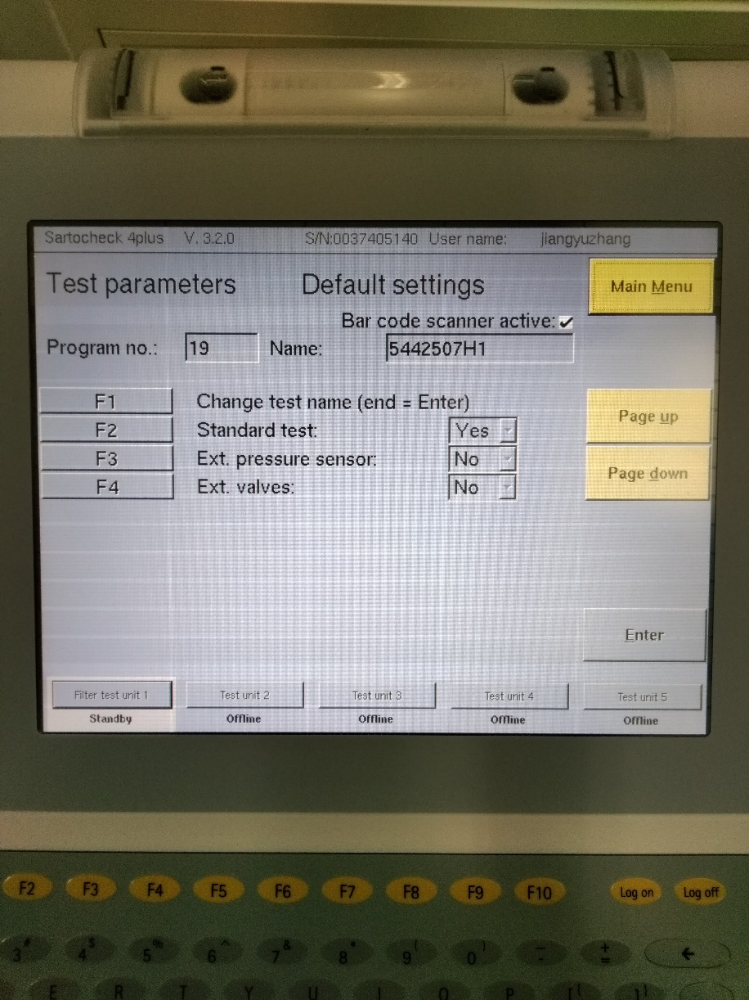 Sartocheck 4plus V. 3.2.0 S/N:0037405140 User name: jiangyuzhang
Test parameters Default settings Main Menu
Bar code scanner active:
Program no.: 19 Name: 5442507H1
F1 Change test name (end = Enter)
F2 Standard test: Yes
F3 Ext. pressure sensor: No
F4 Ext. valves: No
Page up
Page down
Enter
Filter test unit 1 Test unit 2 Test unit 3 Test unit 4 Test unit 5
Standby Offline Offline Offline Offline
F2 F3 F4 F5 F6 F7 F8 F9 F10 Log on Log off
3 # 4 $ 5 % 6 ^ 7 & 8 * 9 ( 0 ) - + = ←
E R T Y U I O P [ { ] }